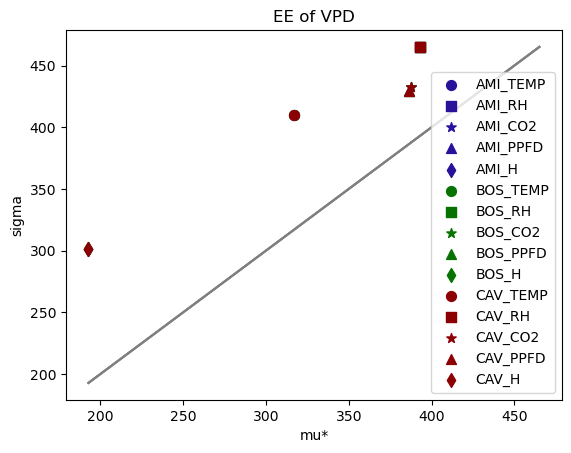 EE of VPD
450
400
350
300
250
200
sigma
200
250
300
350
400
450
mu*
AMI_TEMP
AMI_RH
AMI_CO2
AMI_PPFD
AMI_H
BOS_TEMP
BOS_RH
BOS_CO2
BOS_PPFD
BOS_H
CAV_TEMP
CAV_RH
CAV_CO2
CAV_PPFD
CAV_H